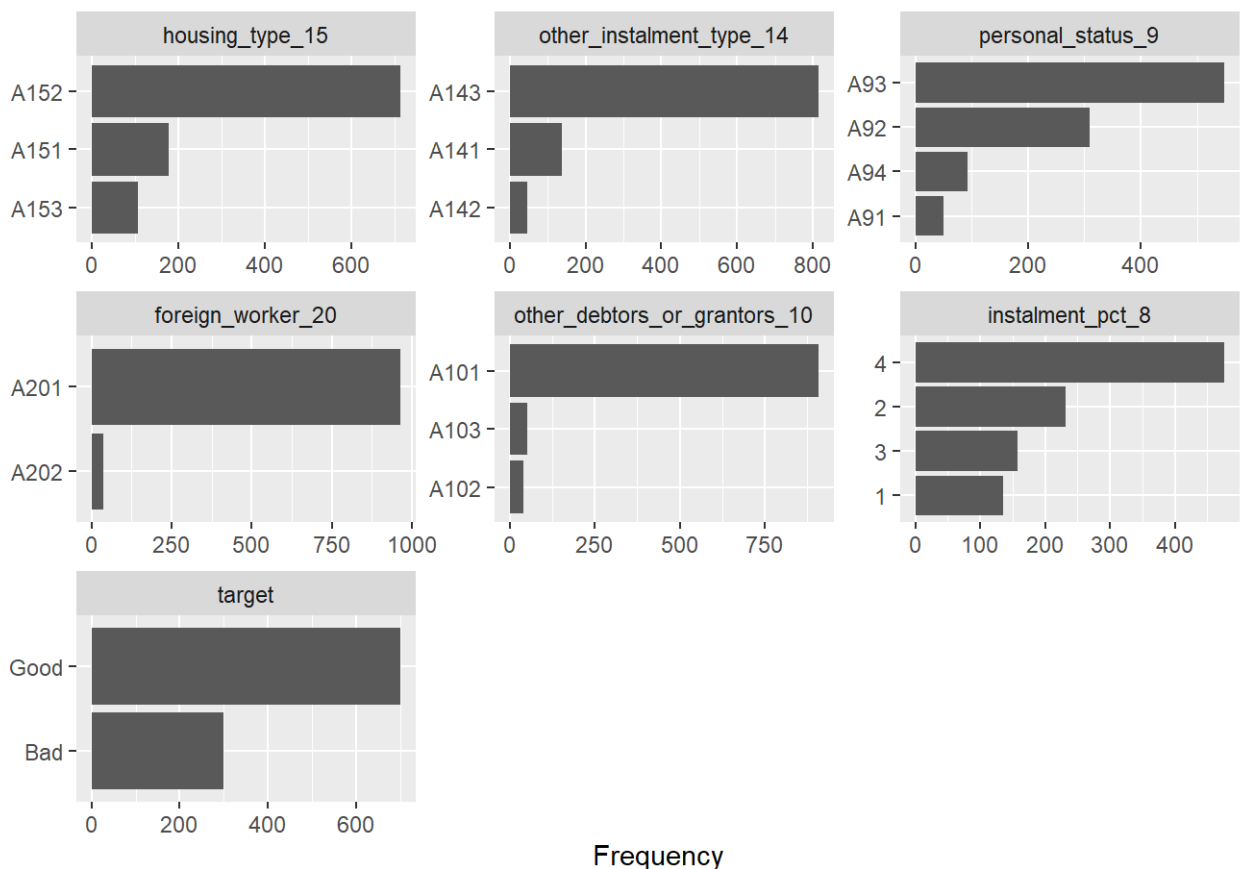 housing_type_15
A152
A151
A153
0 200 400 600
other_instalment_type_14
A143
A141
A142
0 200 400 600 800
personal_status_9
A93
A92
A94
A91
0 200 400
foreign_worker_20
A201
A202
0 250 500 750 1000
other_debtors_or_grantors_10
A101
A103
A102
0 250 500 750
instalment_pct_8
4
2
3
1
0 100 200 300 400
target
Good
Bad
0 200 400 600
Frequency